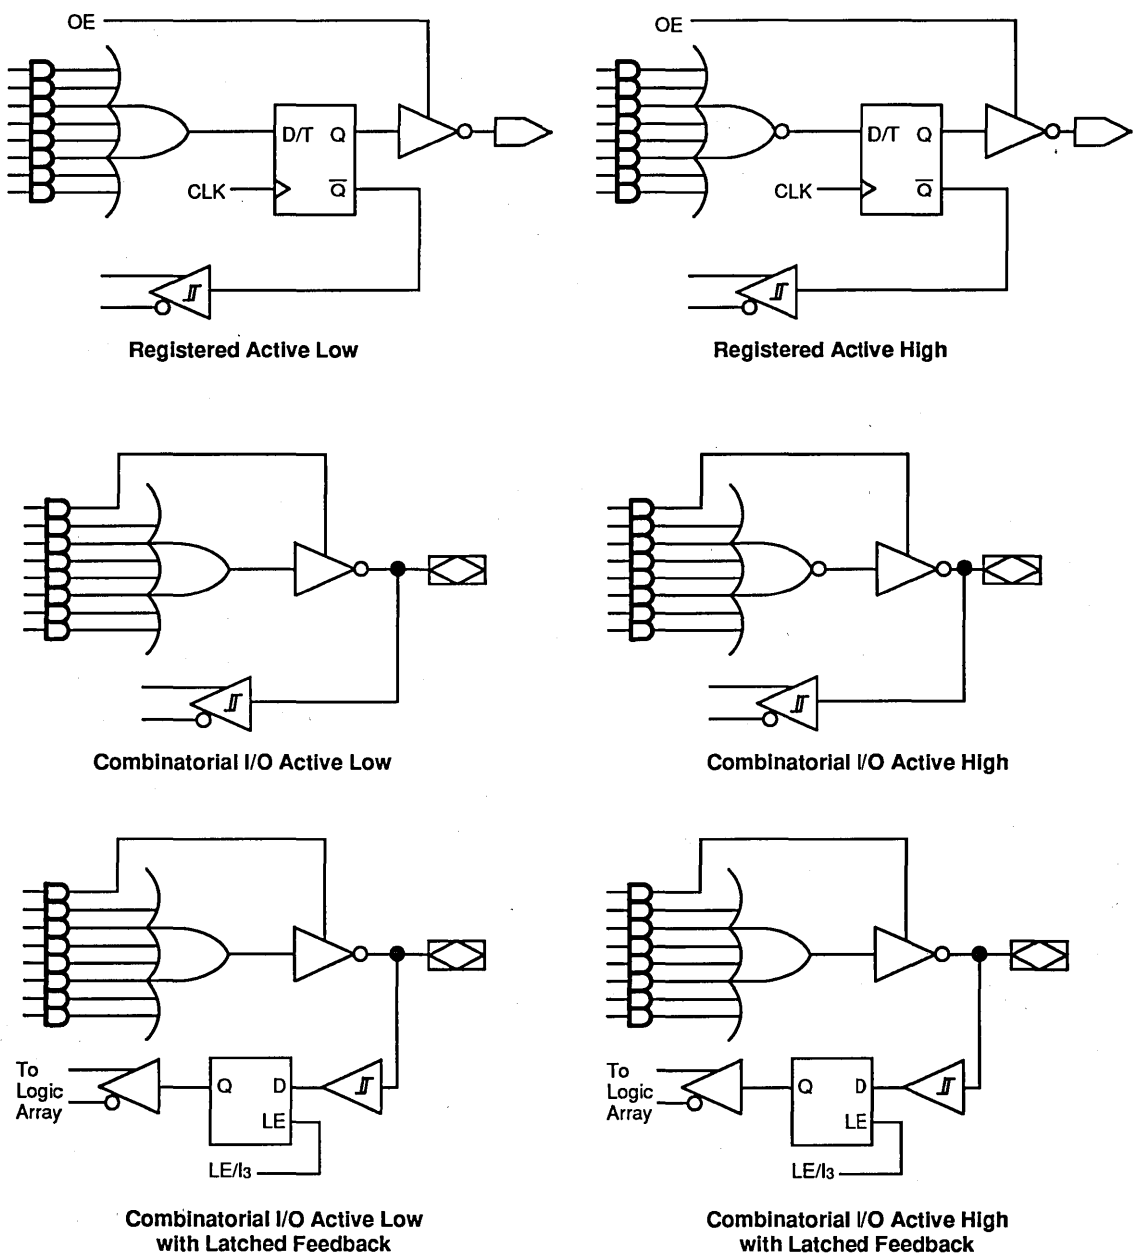 OE
D/T Q
CLK
Q
Registered Active Low
OE
D/T Q
CLK
Q
Registered Active High
Combinatorial I/O Active Low
Combinatorial I/O Active High
To
Logic
Array
Q D
LE
LE/I3
Combinatorial I/O Active Low
with Latched Feedback
To
Logic
Array
Q D
LE
LE/I3
Combinatorial I/O Active High
with Latched Feedback